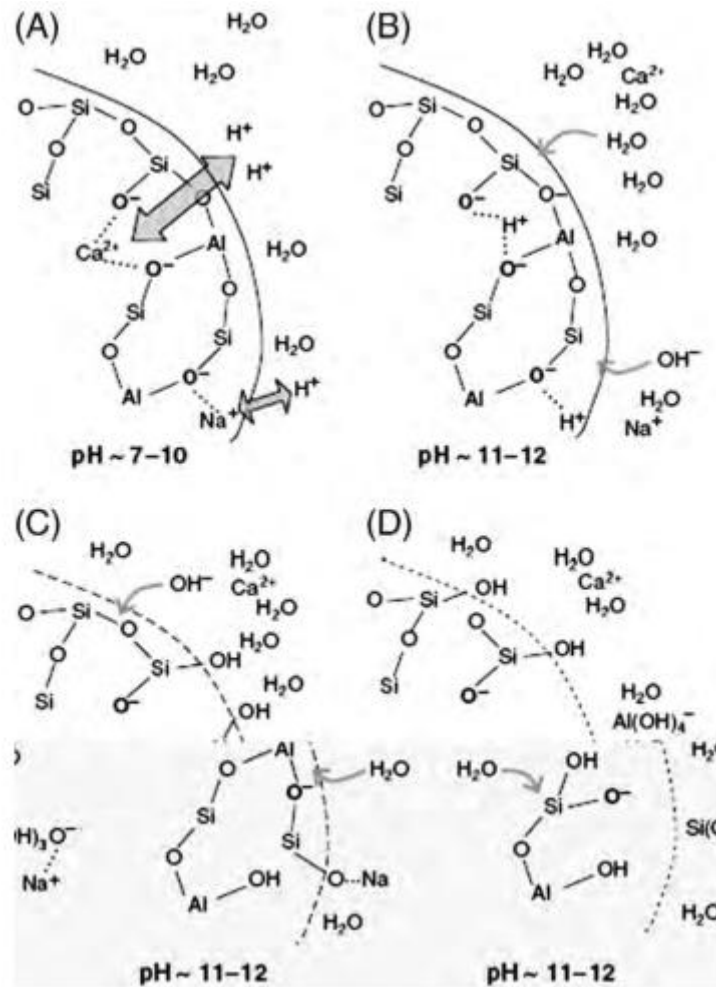 (A)
H₂O
H₂O
H₂O
O Si O
O Si H⁺
H⁺
Si O⁻ O
Ca²⁺ O⁻ Al H₂O
Si O
O Si H₂O
Al O⁻ H⁺
Na⁺
pH ~ 7–10
(B)
H₂O
H₂O Ca²⁺
H₂O
O Si O H₂O
O Si H₂O
Si O⁻ O⁻
H⁺
O⁻ Al H₂O
Si O
O Si OH⁻
Al O⁻ H₂O
H⁺ Na⁺
pH ~ 11–12
(C)
H₂O H₂O
OH⁻ Ca²⁺
O Si O H₂O
O Si OH H₂O
Si O⁻ H₂O
OH
O Al H₂O
Si O⁻
H)₃O⁻ O Si
Na⁺ Al OH O Na
H₂O
pH ~ 11–12
(D)
H₂O H₂O
OH Ca²⁺
O Si O H₂O
O Si OH
Si O⁻ H₂O
Al(OH)₄⁻
H₂O OH H₂
Si O⁻
O Si(
Al OH
H₂O
pH ~ 11–12